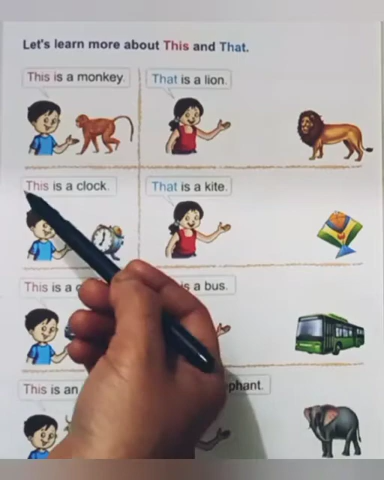 Let's learn more about This and That.
This is a monkey. That is a lion.
This is a clock. That is a kite.
This is a is a bus.
This is an